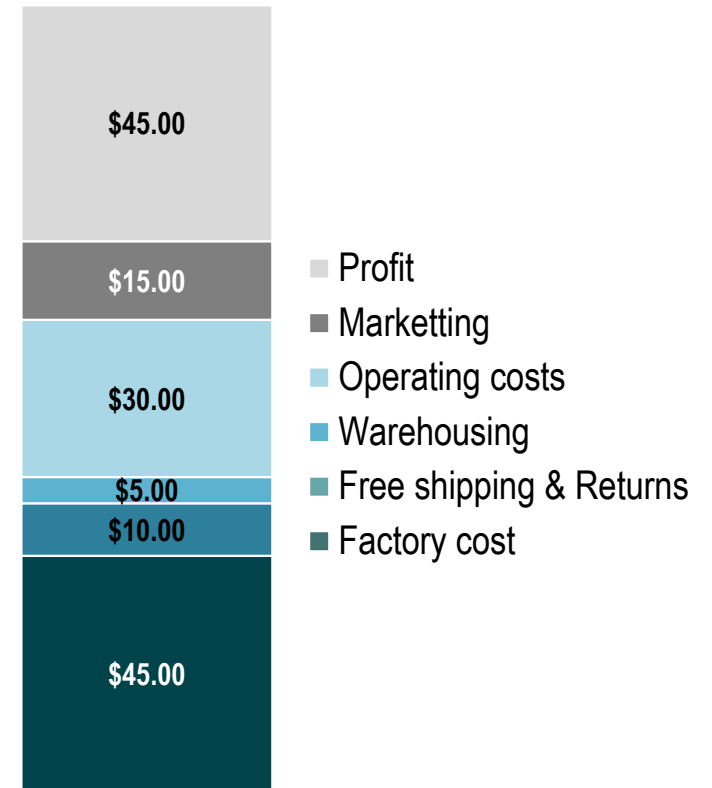 $45.00
$15.00
$30.00
$5.00
$10.00
$45.00
Profit
Marketting
Operating costs
Warehousing
Free shipping & Returns
Factory cost